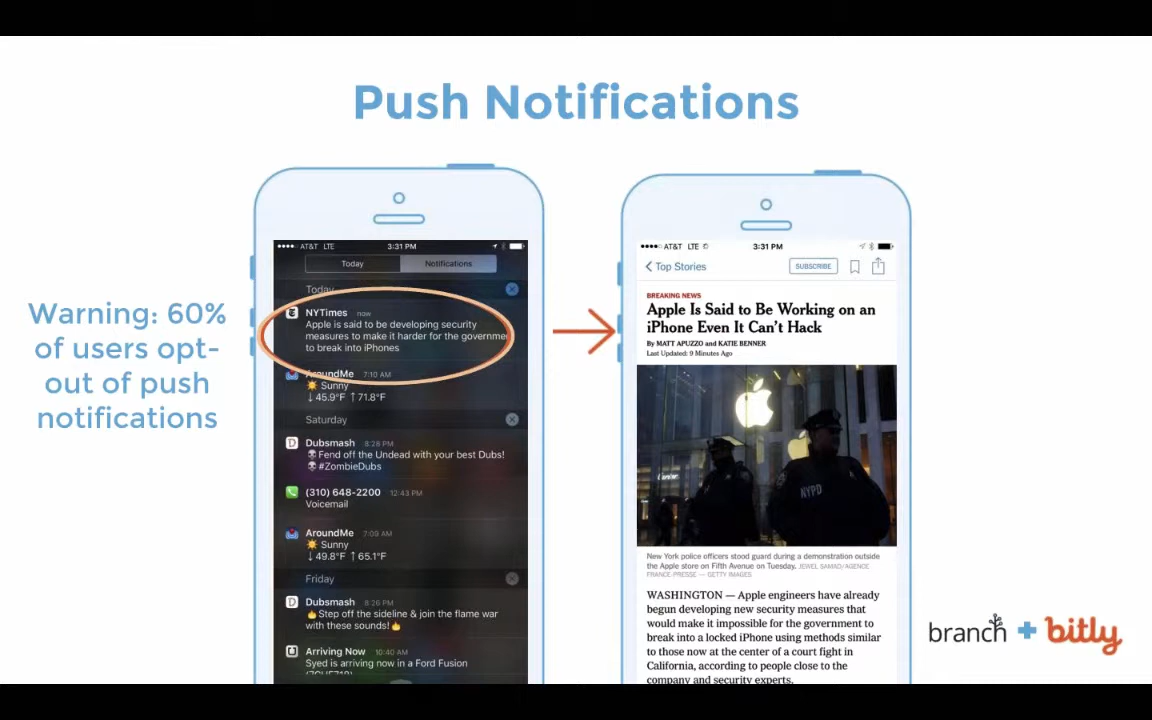 Push Notifications
Warning: 60%
of users opt-
out of push
notifications
AT&T LTE 3:31 PM
Today Notifications
Today
NYTimes now
Apple is said to be developing security
measures to make it harder for the governme
to break into iPhones
AroundMe 7:10 AM
☀️ Sunny
↓45.9°F ↑71.8°F
Saturday
Dubsmash 8:28 PM
💀Fend off the Undead with your best Dubs!
💀#ZombieDubs
(310) 648-2200 12:43 PM
Voicemail
AroundMe 7:09 AM
☀️ Sunny
↓49.8°F ↑65.1°F
Friday
Dubsmash 8:26 PM
🔥Step off the sideline & join the flame war
with these sounds!🔥
Arriving Now 10:40 AM
Syed is arriving now in a Ford Fusion
AT&T LTE 3:31 PM
Top Stories SUBSCRIBE
BREAKING NEWS
Apple Is Said to Be Working on an
iPhone Even It Can't Hack
By MATT APUZZO and KATIE BENNER
Last Updated: 9 Minutes Ago
NYPD
New York police officers stood guard during a demonstration outside
the Apple store on Fifth Avenue on Tuesday. JEWEL SAMAD/AGENCE
FRANCE-PRESSE — GETTY IMAGES
WASHINGTON — Apple engineers have already
begun developing new security measures that
would make it impossible for the government to
break into a locked iPhone using methods similar
to those now at the center of a court fight in
California, according to people close to the
company and security experts.
branch + bitly